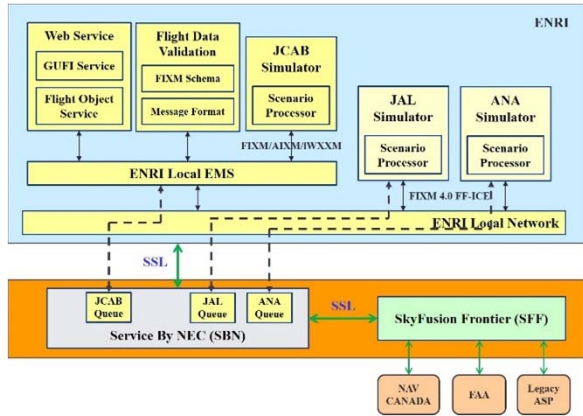 ENRI
Web Service
GUFI Service
Flight Object
Service
Flight Data
Validation
FIXM Schema
Message Format
JCAB
Simulator
Scenario
Processor
JAL
Simulator
Scenario
Processor
ANA
Simulator
Scenario
Processor
FIXM/AIXM/IWXXM
ENRI Local EMS
FIXM 4.0 FF-ICE
ENRI Local Network
SSL
JCAB
Queue
JAL
Queue
ANA
Queue
Service By NEC (SBN)
SSL
SkyFusion Frontier (SFF)
NAV
CANADA
FAA
Legacy
ASP